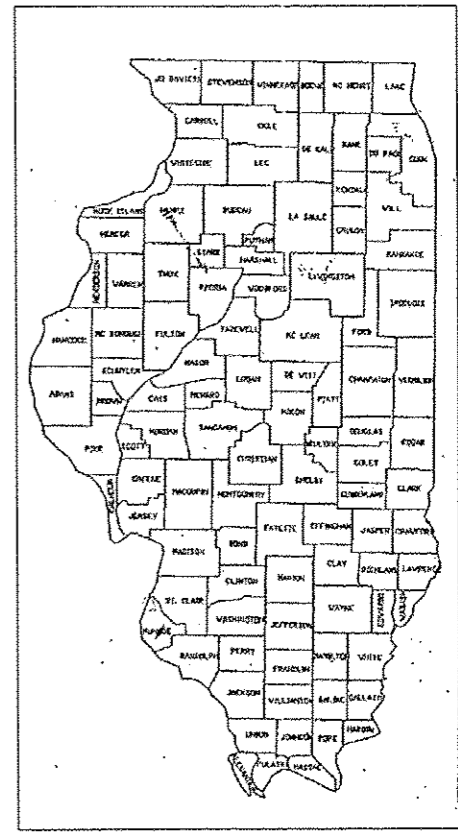 JO DAVIESS STEPHENSON WINNEBAGO BOONE MC HENRY LAKE
CARROLL OGLE DE KALB KANE DU PAGE COOK
WHITESIDE LEE KENDALL WILL
ROCK ISLAND HENRY BUREAU LA SALLE GRUNDY
MERCER PUTNAM KANKAKEE
STARK MARSHALL LIVINGSTON
HENDERSON WARREN KNOX PEORIA WOODFORD IROQUOIS
HANCOCK MC DONOUGH FULTON TAZEWELL MC LEAN FORD
SCHUYLER MASON
ADAMS BROWN CASS MENARD LOGAN DE WITT PIATT CHAMPAIGN VERMILION
MACON
PIKE SCOTT MORGAN SANGAMON MOULTRIE DOUGLAS EDGAR
CHRISTIAN COLES
CALHOUN GREENE MACOUPIN MONTGOMERY SHELBY CUMBERLAND CLARK
JERSEY
FAYETTE EFFINGHAM JASPER CRAWFORD
MADISON BOND
CLAY RICHLAND LAWRENCE
CLINTON MARION
ST. CLAIR WAYNE EDWARDS WABASH
MONROE WASHINGTON JEFFERSON
RANDOLPH PERRY HAMILTON WHITE
FRANKLIN
JACKSON WILLIAMSON SALINE GALLATIN
UNION JOHNSON POPE HARDIN
ALEXANDER PULASKI MASSAC